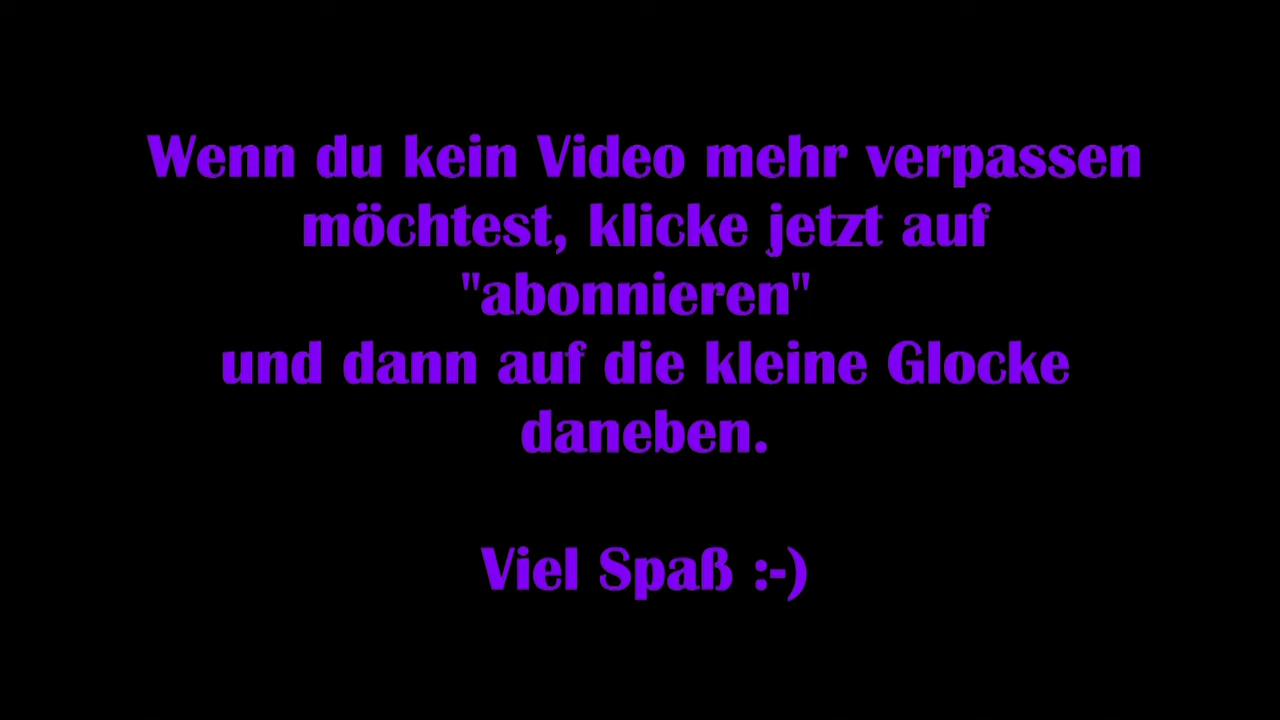 Wenn du kein Video mehr verpassen
möchtest, klicke jetzt auf
"abonnieren"
und dann auf die kleine Glocke
daneben.
Viel Spaß :-)